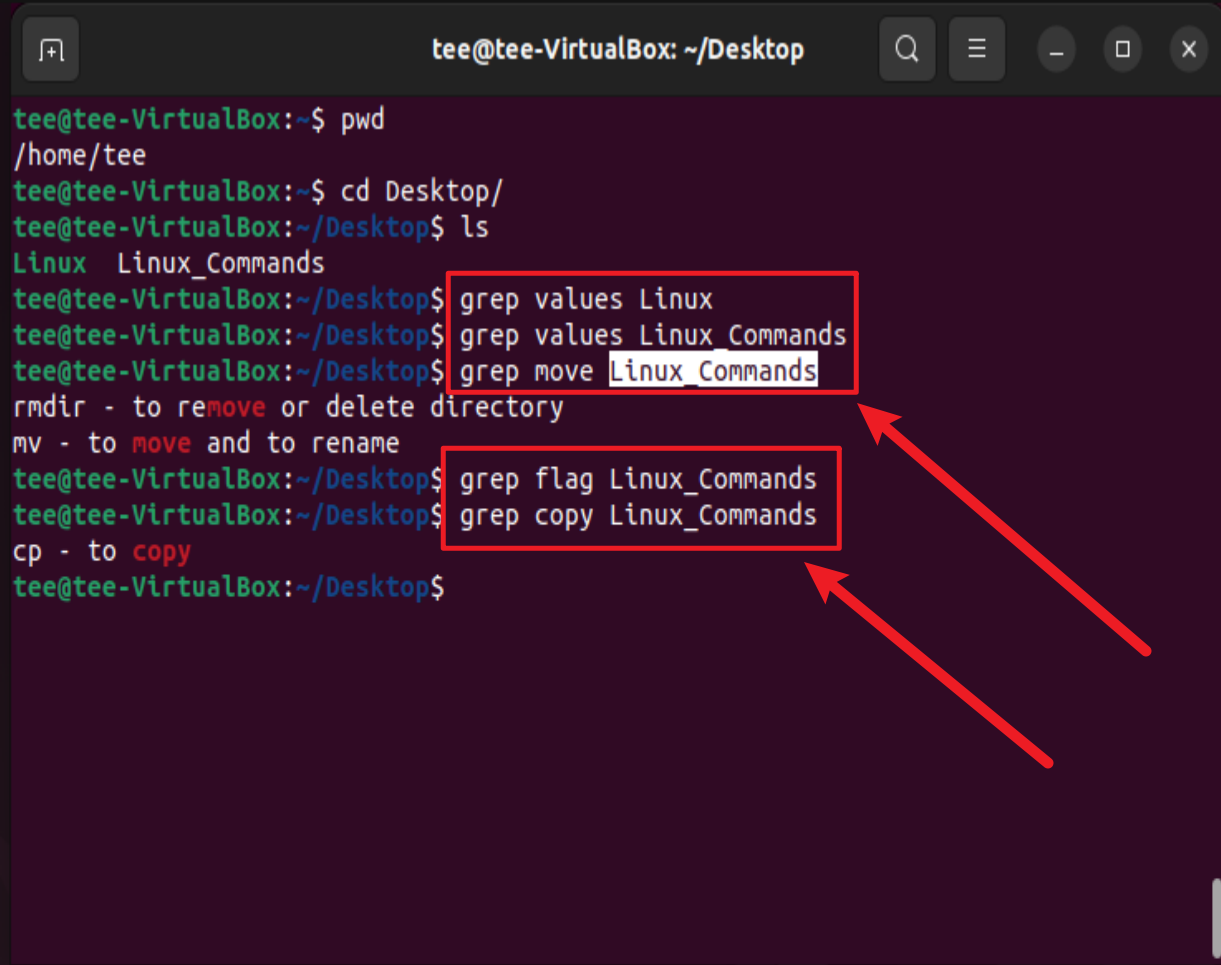 tee@tee-VirtualBox: ~/Desktop
tee@tee-VirtualBox:~$ pwd
/home/tee
tee@tee-VirtualBox:~$ cd Desktop/
tee@tee-VirtualBox:~/Desktop$ ls
Linux  Linux_Commands
tee@tee-VirtualBox:~/Desktop$ grep values Linux
tee@tee-VirtualBox:~/Desktop$ grep values Linux_Commands
tee@tee-VirtualBox:~/Desktop$ grep move Linux_Commands
rmdir - to remove or delete directory
mv - to move and to rename
tee@tee-VirtualBox:~/Desktop$ grep flag Linux_Commands
tee@tee-VirtualBox:~/Desktop$ grep copy Linux_Commands
cp - to copy
tee@tee-VirtualBox:~/Desktop$